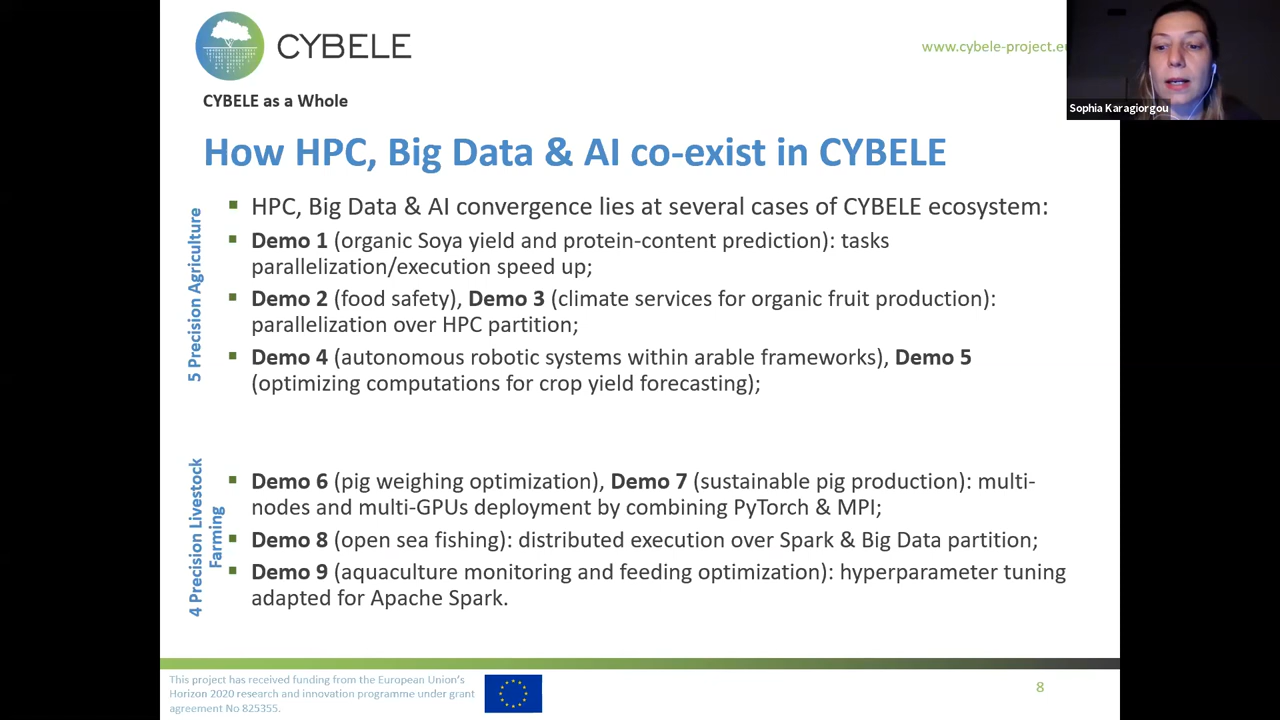 CYBELE
www.cybele-project.eu
Sophia Karagiorgou
CYBELE as a Whole
How HPC, Big Data & AI co-exist in CYBELE
5 Precision Agriculture
▪ HPC, Big Data & AI convergence lies at several cases of CYBELE ecosystem:
▪ Demo 1 (organic Soya yield and protein-content prediction): tasks
parallelization/execution speed up;
▪ Demo 2 (food safety), Demo 3 (climate services for organic fruit production):
parallelization over HPC partition;
▪ Demo 4 (autonomous robotic systems within arable frameworks), Demo 5
(optimizing computations for crop yield forecasting);
4 Precision Livestock
Farming
▪ Demo 6 (pig weighing optimization), Demo 7 (sustainable pig production): multi-
nodes and multi-GPUs deployment by combining PyTorch & MPI;
▪ Demo 8 (open sea fishing): distributed execution over Spark & Big Data partition;
▪ Demo 9 (aquaculture monitoring and feeding optimization): hyperparameter tuning
adapted for Apache Spark.
This project has received funding from the European Union's
Horizon 2020 research and innovation programme under grant
agreement No 825355.
8